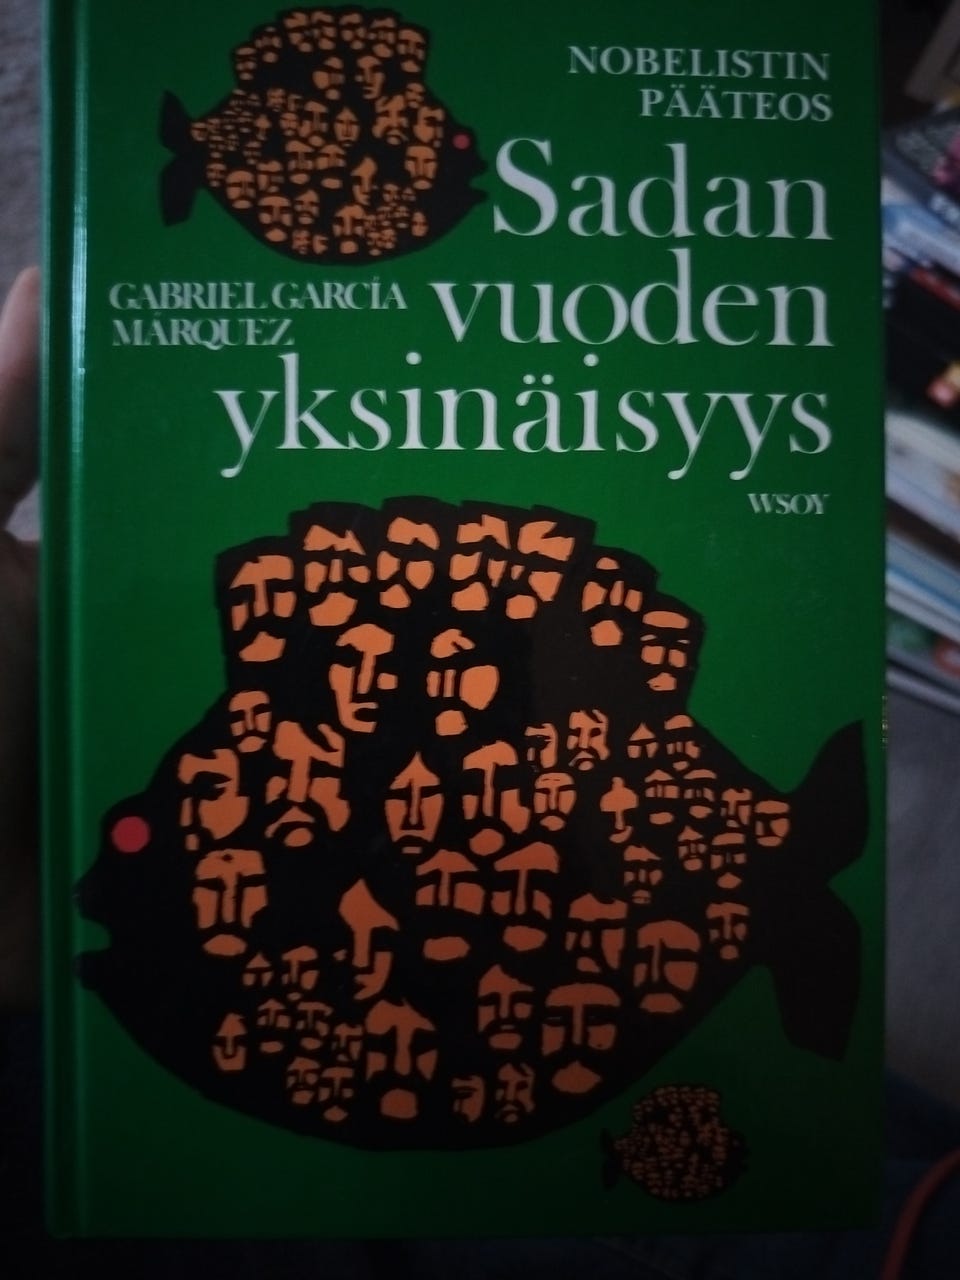 NOBELISTIN
PÄÄTEOS
Sadan
vuoden
yksinäisyys
GABRIEL GARCÍA
MÁRQUEZ
WSOY